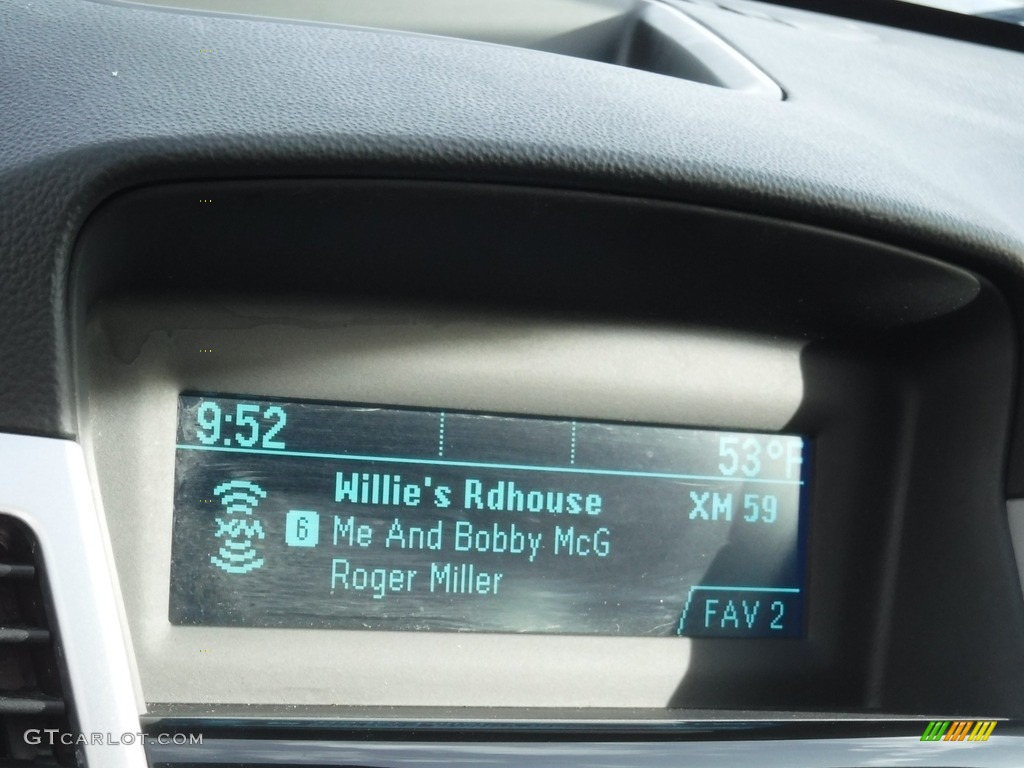 9:52
53°F
Willie's Rdhouse
XM 59
XM
6 Me And Bobby McG
Roger Miller
FAV 2
GTCARLOT.COM